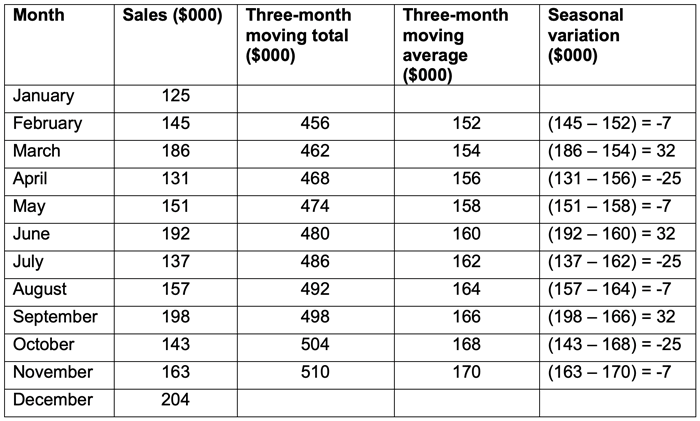 Month Sales ($000) Three-month moving total ($000) Three-month moving average ($000) Seasonal variation ($000)
January 125
February 145 456 152 (145 – 152) = -7
March 186 462 154 (186 – 154) = 32
April 131 468 156 (131 – 156) = -25
May 151 474 158 (151 – 158) = -7
June 192 480 160 (192 – 160) = 32
July 137 486 162 (137 – 162) = -25
August 157 492 164 (157 – 164) = -7
September 198 498 166 (198 – 166) = 32
October 143 504 168 (143 – 168) = -25
November 163 510 170 (163 – 170) = -7
December 204